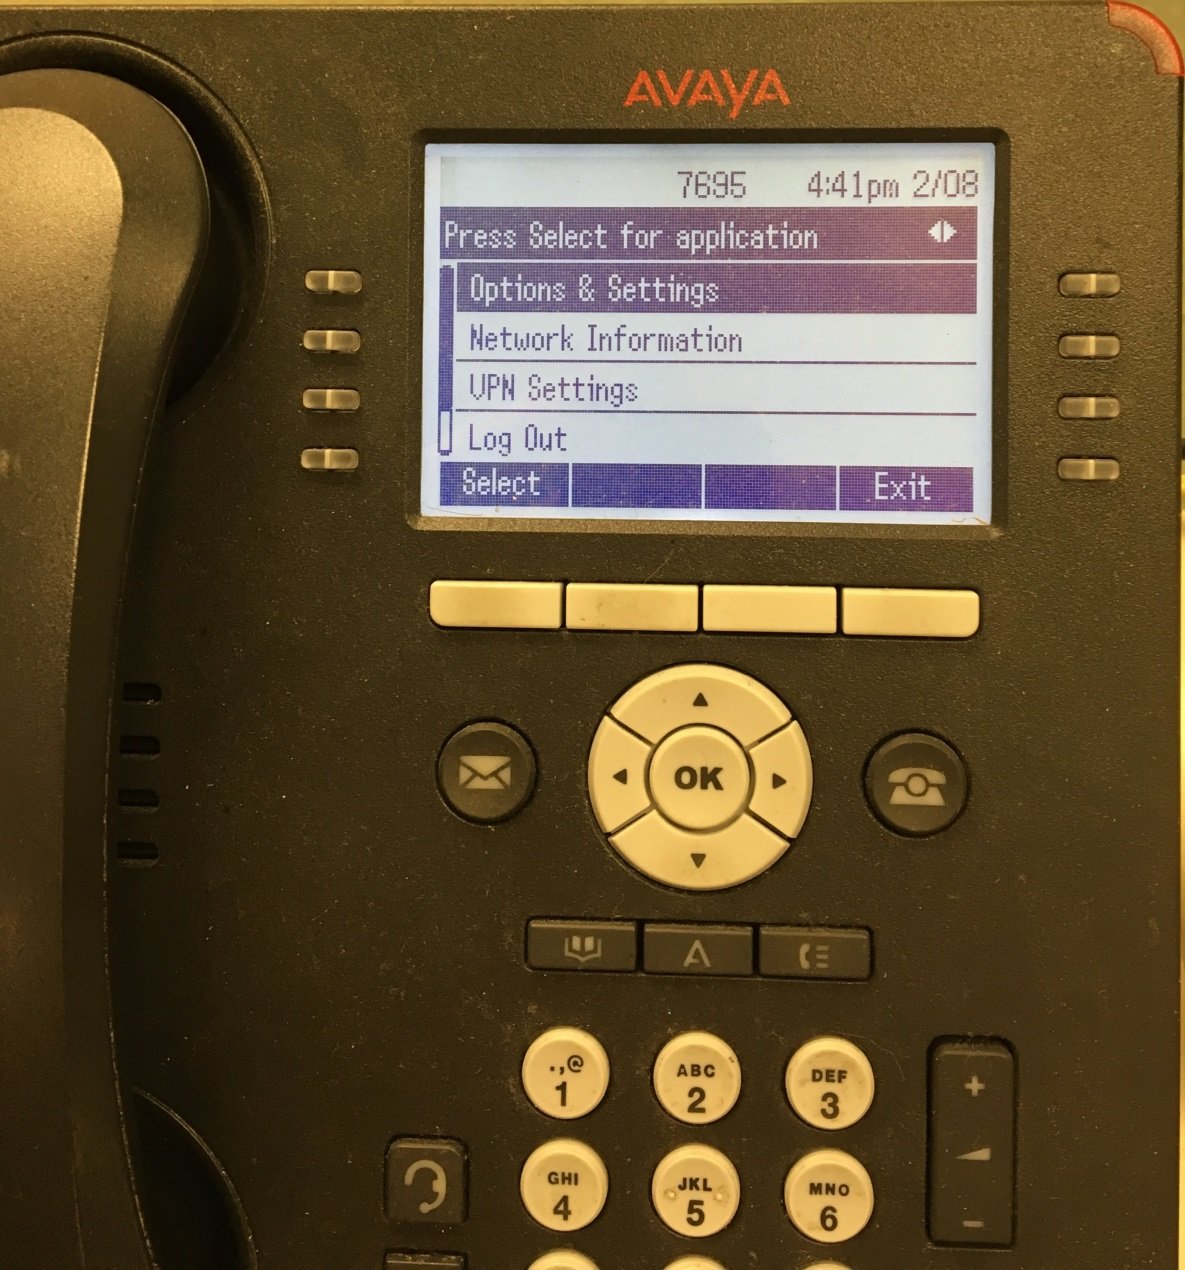 AVAYA
7695 4:41pm 2/08
Press Select for application
Options & Settings
Network Information
VPN Settings
Log Out
Select Exit
OK
.,@ ABC DEF
1 2 3
+
GHI JKL MNO
4 5 6
-